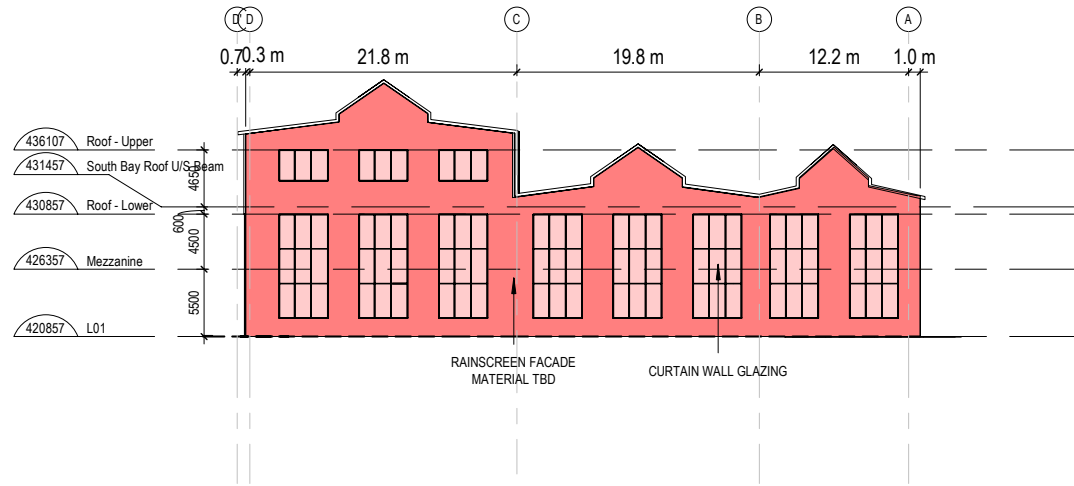 D' D C B A
0.7 0.3 m 21.8 m 19.8 m 12.2 m 1.0 m
436107 Roof - Upper
431457 South Bay Roof U/S Beam
4650
430857 Roof - Lower
600
4500
426357 Mezzanine
5500
420857 L01
RAINSCREEN FACADE
MATERIAL TBD
CURTAIN WALL GLAZING